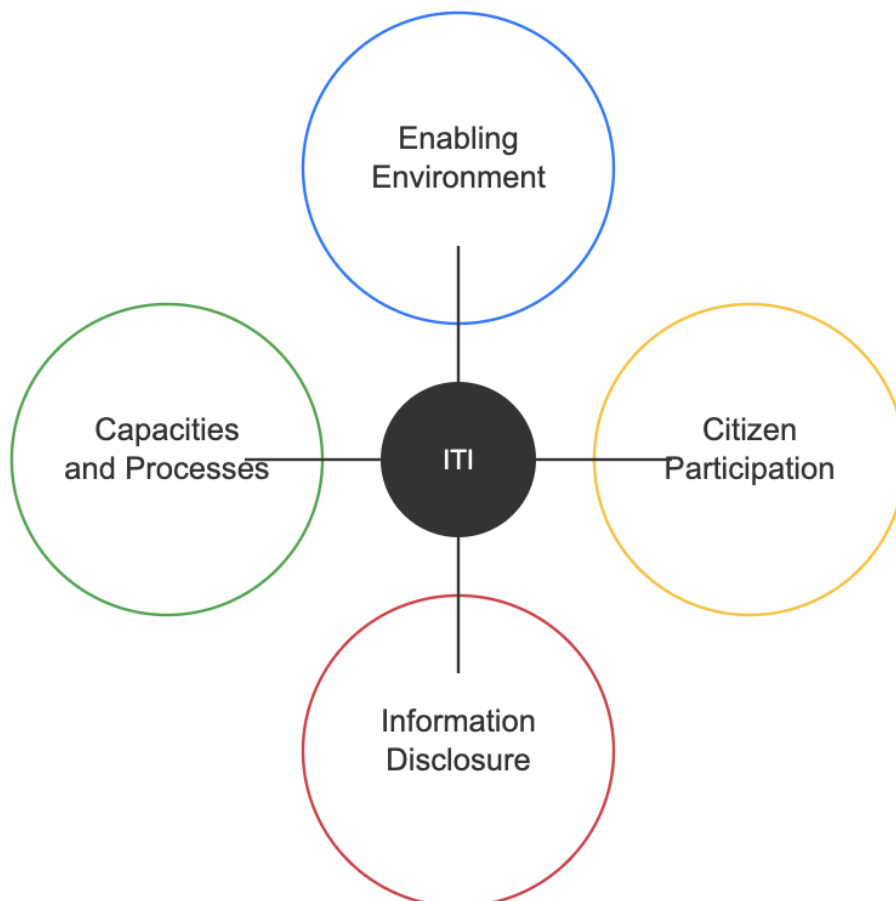 Enabling
Environment
Capacities
and Processes
ITI
Citizen
Participation
Information
Disclosure